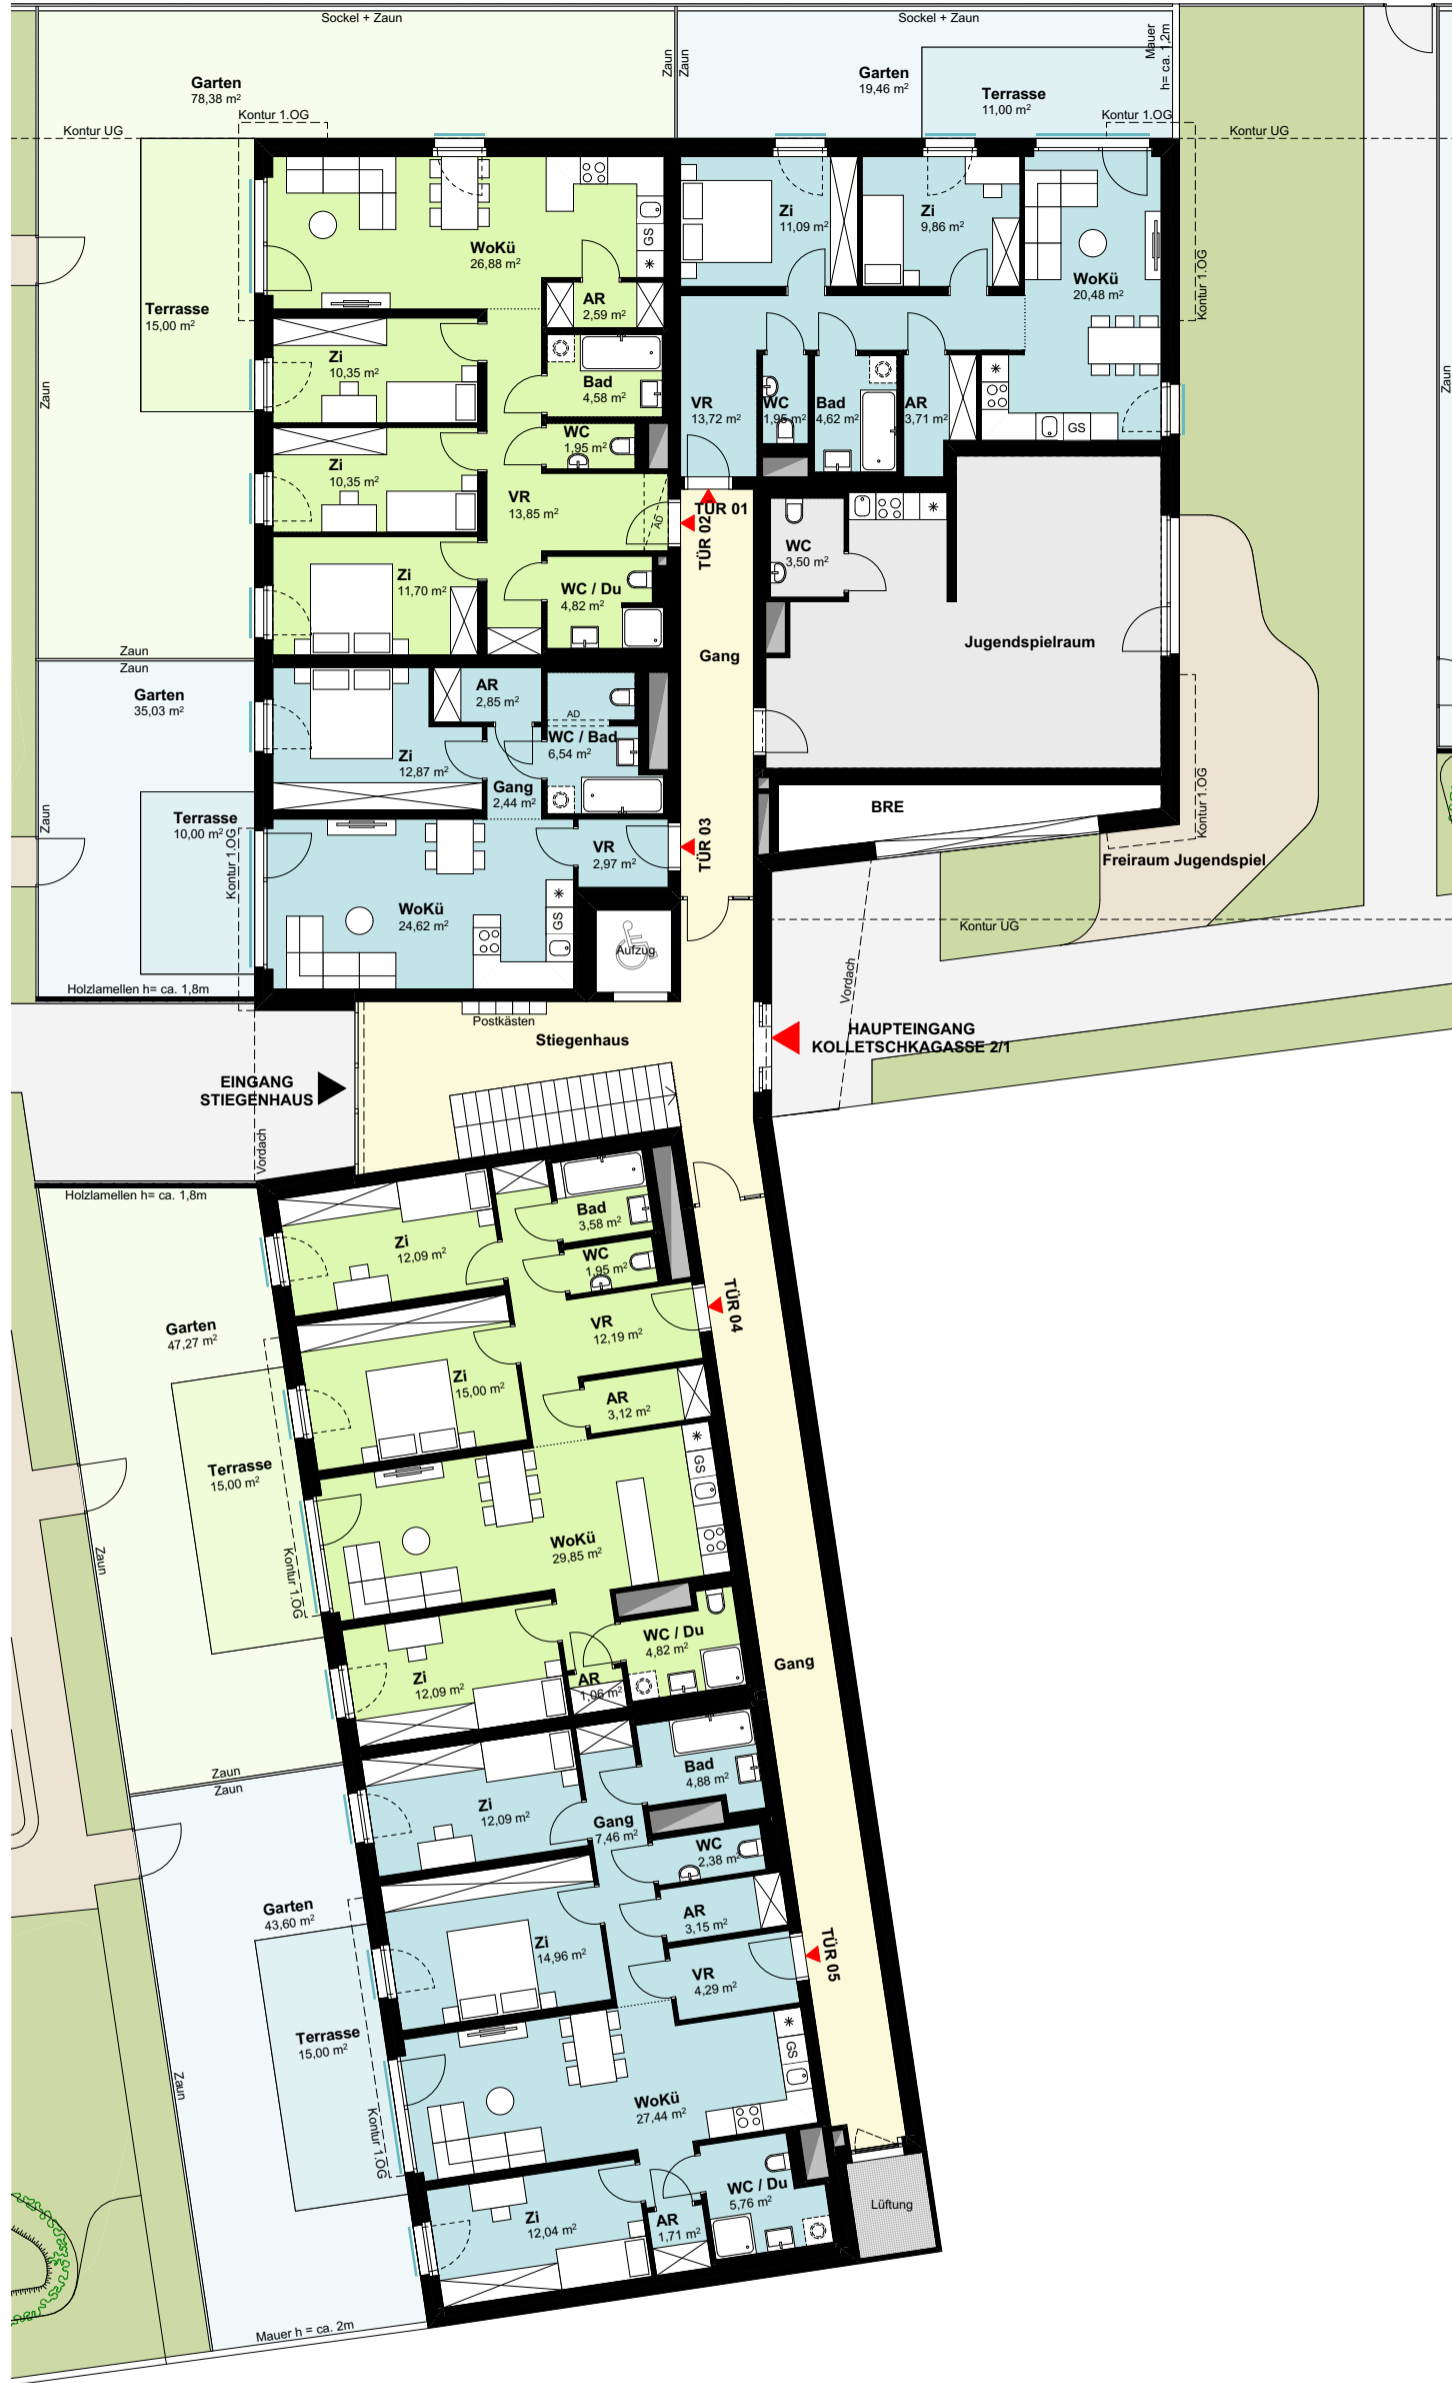 Sockel + Zaun
Sockel + Zaun
Zaun
Zaun
Mauer
h= ca. 1,2m
Garten
78,38 m²
Garten
19,46 m²
Terrasse
11,00 m²
Kontur 1.OG
Kontur 1.OG
Kontur UG
Kontur UG
Terrasse
15,00 m²
WoKü
26,88 m²
GS
AR
2,59 m²
Zi
10,35 m²
Bad
4,58 m²
Zi
10,35 m²
WC
1,95 m²
VR
13,85 m²
AD
Zi
11,70 m²
WC / Du
4,82 m²
Zi
11,09 m²
Zi
9,86 m²
WoKü
20,48 m²
Kontur 1.OG
VR
13,72 m²
WC
1,95 m²
Bad
4,62 m²
AR
3,71 m²
GS
Zaun
Zaun
TÜR 01
TÜR 02
WC
3,50 m²
Jugendspielraum
Gang
Zaun
Zaun
Garten
35,03 m²
Zi
12,87 m²
AR
2,85 m²
AD
WC / Bad
6,54 m²
Gang
2,44 m²
Terrasse
10,00 m²
Kontur 1.OG
Zaun
VR
2,97 m²
TÜR 03
WoKü
24,62 m²
GS
Aufzug
BRE
Kontur 1.OG
Freiraum Jugendspiel
Kontur UG
Vordach
Holzlamellen h= ca. 1,8m
Postkästen
Stiegenhaus
HAUPTEINGANG
KOLLETSCHKAGASSE 2/1
EINGANG
STIEGENHAUS
Vordach
Holzlamellen h= ca. 1,8m
Bad
3,58 m²
Zi
12,09 m²
WC
1,95 m²
TÜR 04
Garten
47,27 m²
VR
12,19 m²
Zi
15,00 m²
AR
3,12 m²
Terrasse
15,00 m²
GS
WoKü
29,85 m²
Zaun
Kontur 1.OG
WC / Du
4,82 m²
Zi
12,09 m²
AR
1,06 m²
Gang
Zaun
Zaun
Bad
4,88 m²
Zi
12,09 m²
Gang
7,46 m²
WC
2,38 m²
Garten
43,60 m²
AR
3,15 m²
Zi
14,96 m²
VR
4,29 m²
TÜR 05
Terrasse
15,00 m²
GS
Zaun
Kontur 1.OG
WoKü
27,44 m²
WC / Du
5,76 m²
Zi
12,04 m²
AR
1,71 m²
Lüftung
Mauer h = ca. 2m